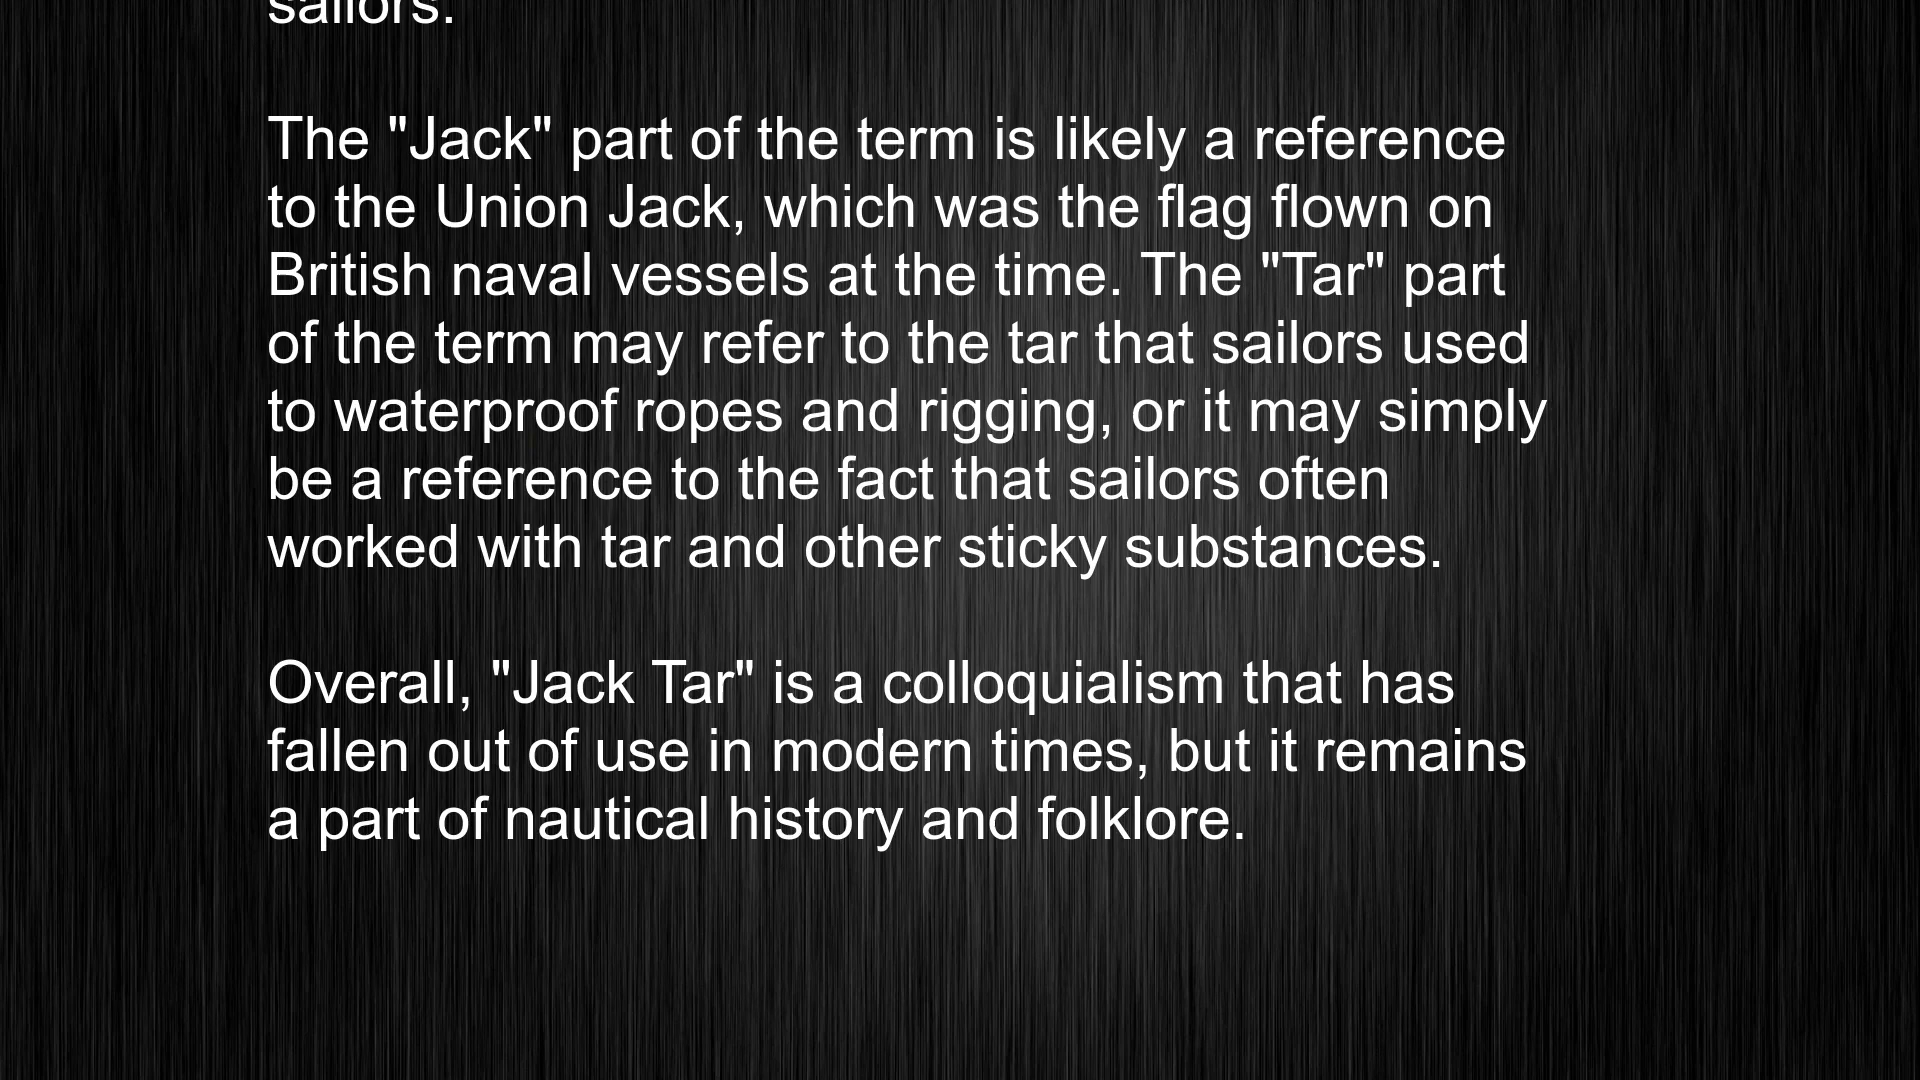 sailors.
The "Jack" part of the term is likely a reference
to the Union Jack, which was the flag flown on
British naval vessels at the time. The "Tar" part
of the term may refer to the tar that sailors used
to waterproof ropes and rigging, or it may simply
be a reference to the fact that sailors often
worked with tar and other sticky substances.
Overall, "Jack Tar" is a colloquialism that has
fallen out of use in modern times, but it remains
a part of nautical history and folklore.